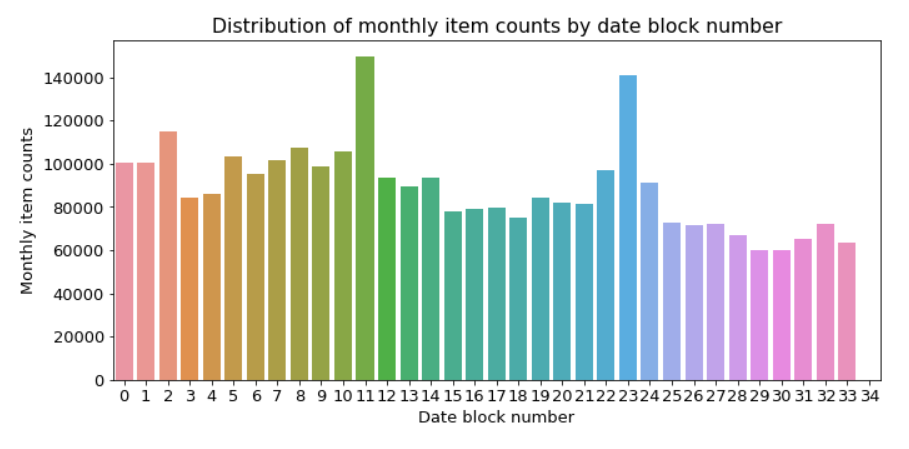 Distribution of monthly item counts by date block number
Monthly item counts
140000
120000
100000
80000
60000
40000
20000
0
0 1 2 3 4 5 6 7 8 9 10 11 12 13 14 15 16 17 18 19 20 21 22 23 24 25 26 27 28 29 30 31 32 33 34
Date block number